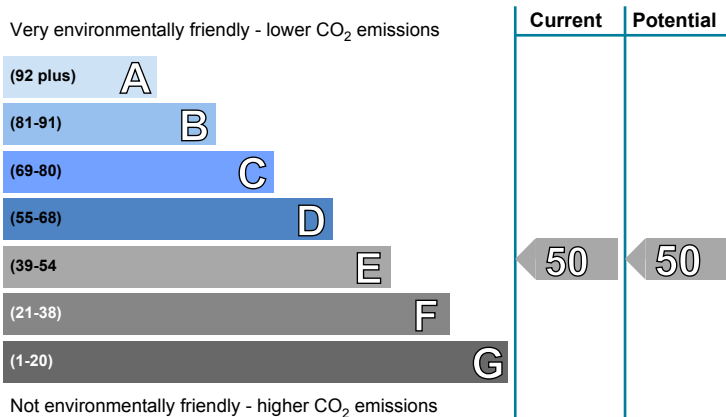 Very environmentally friendly - lower CO2 emissions
Current Potential
(92 plus) A
(81-91) B
(69-80) C
(55-68) D
(39-54 E
50 50
(21-38) F
(1-20) G
Not environmentally friendly - higher CO2 emissions